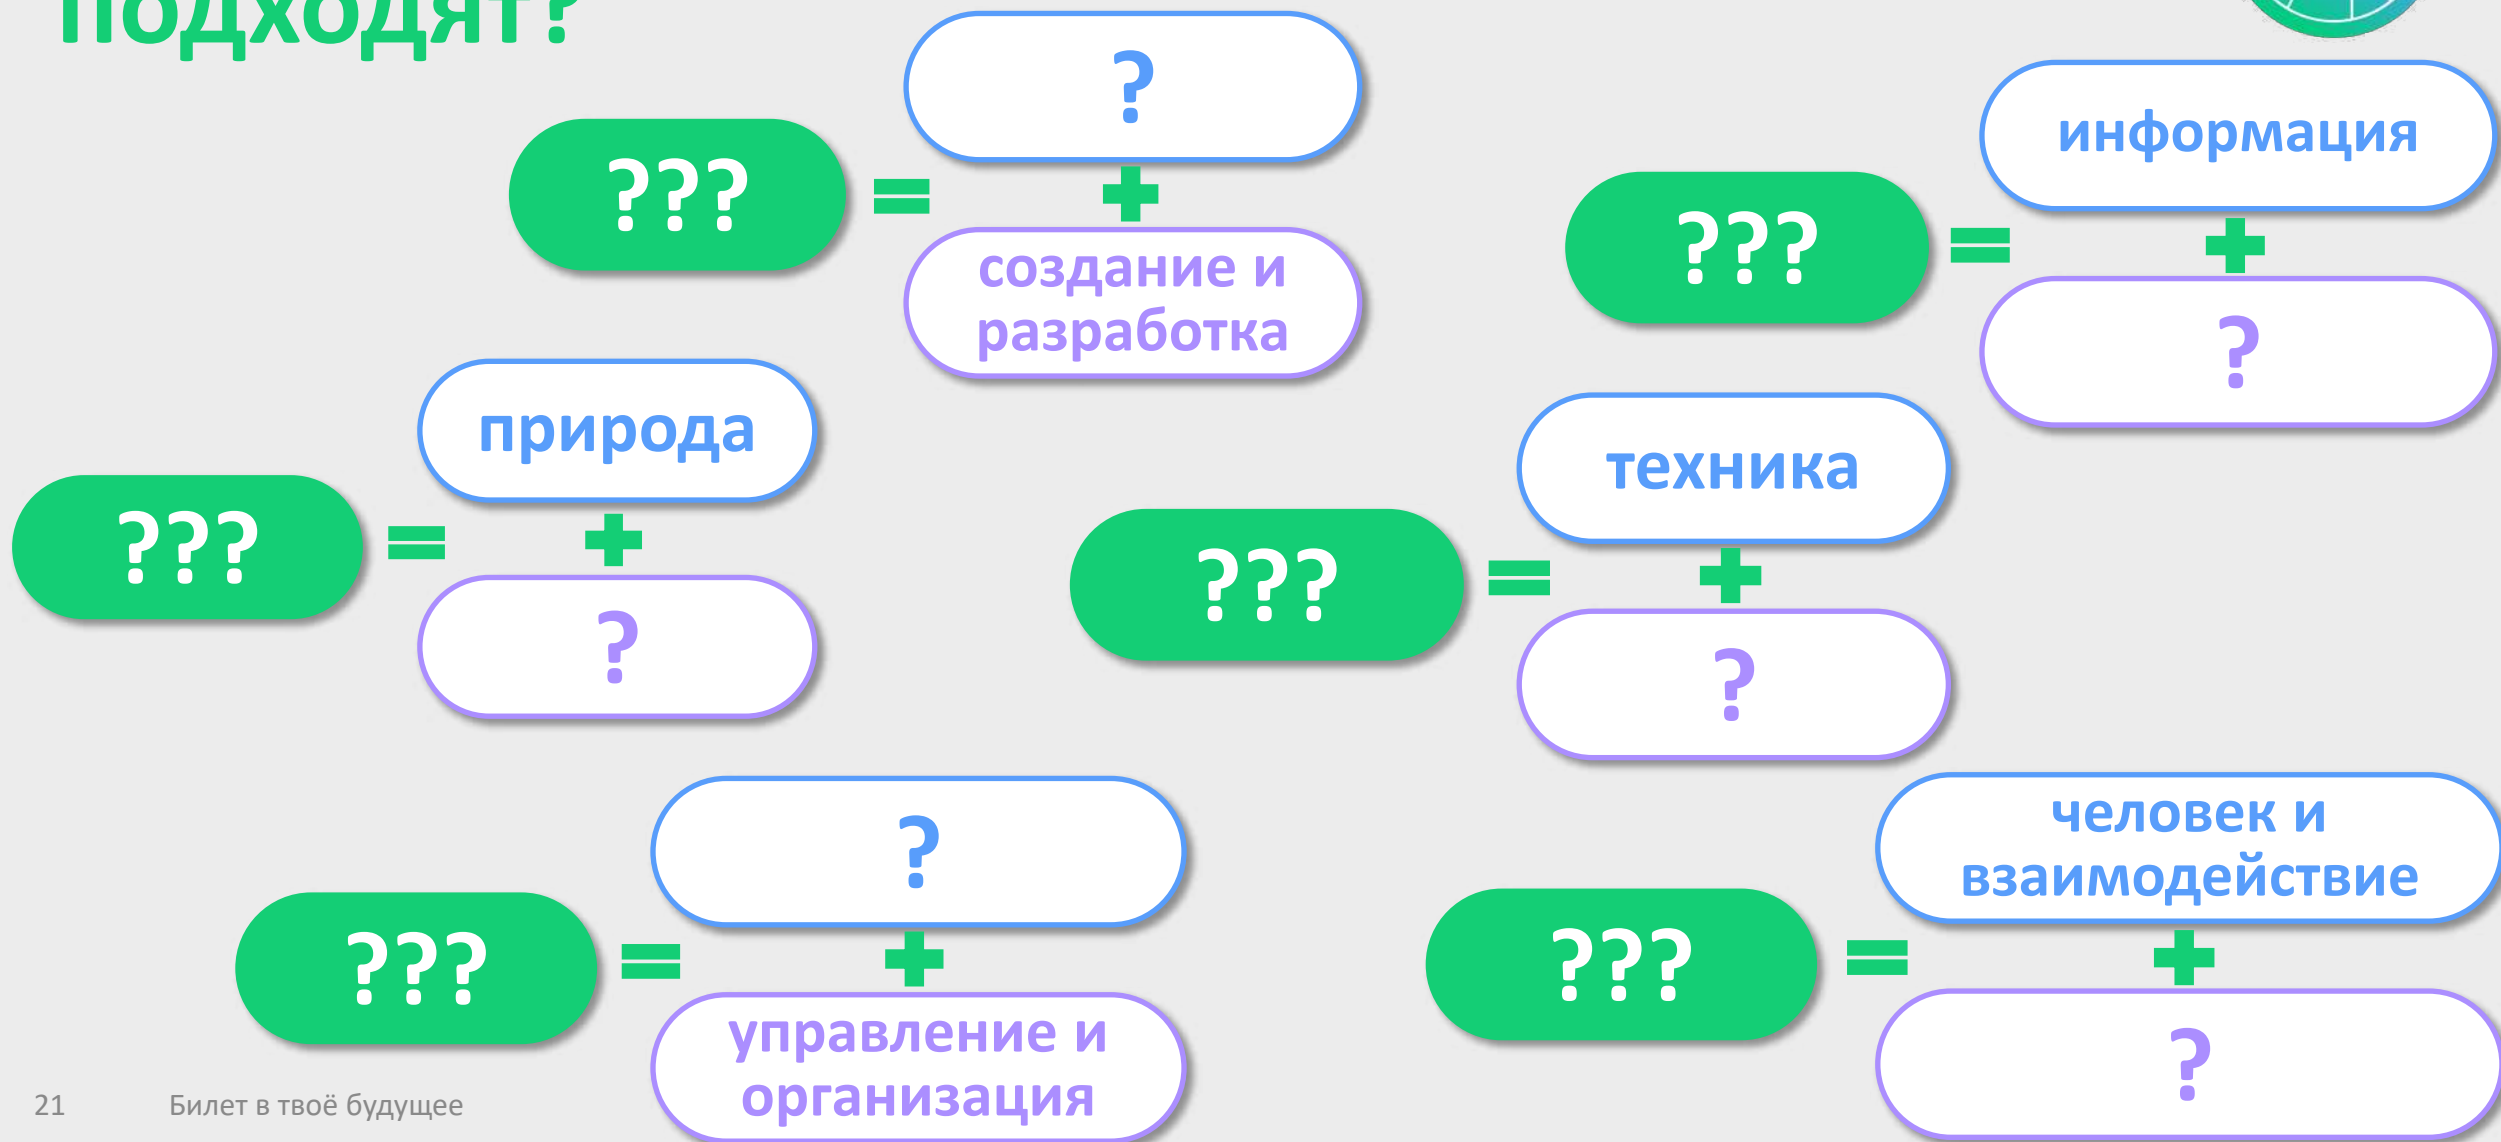 подходят?
?
???
создание и
разработка
информация
???
?
природа
???
?
техника
???
?
?
???
управление и
организация
человек и
взаимодействие
???
?
21 Билет в твоё будущее